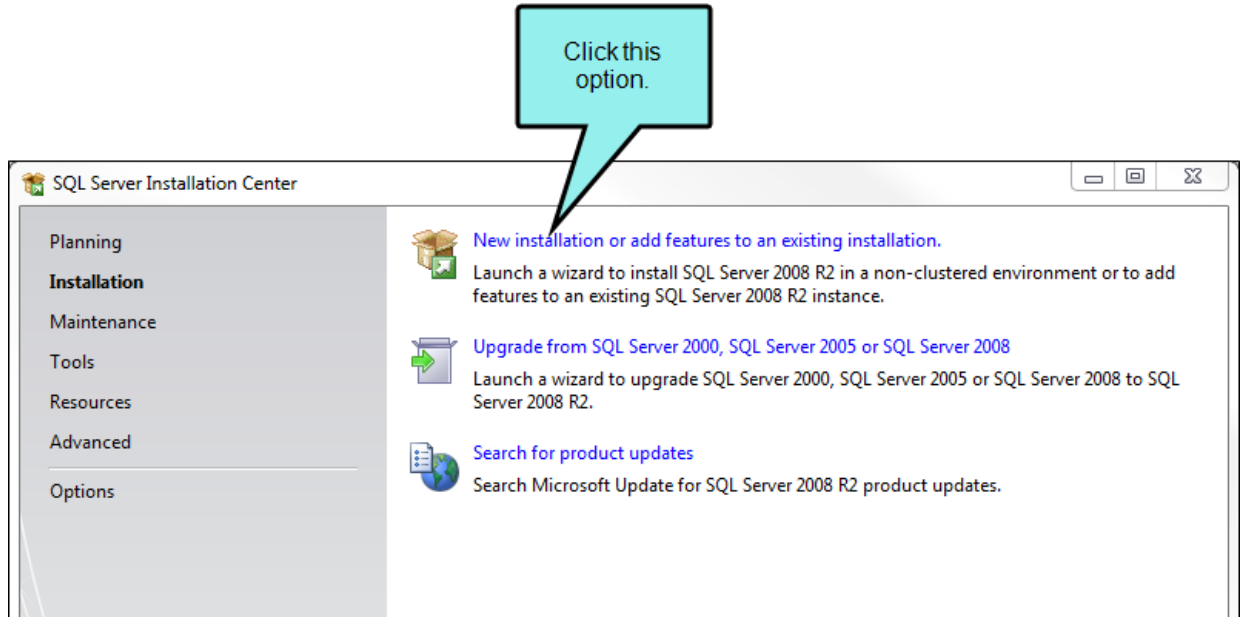 Click this
option.
SQL Server Installation Center
Planning
Installation
Maintenance
Tools
Resources
Advanced
Options
New installation or add features to an existing installation.
Launch a wizard to install SQL Server 2008 R2 in a non-clustered environment or to add
features to an existing SQL Server 2008 R2 instance.
Upgrade from SQL Server 2000, SQL Server 2005 or SQL Server 2008
Launch a wizard to upgrade SQL Server 2000, SQL Server 2005 or SQL Server 2008 to SQL
Server 2008 R2.
Search for product updates
Search Microsoft Update for SQL Server 2008 R2 product updates.